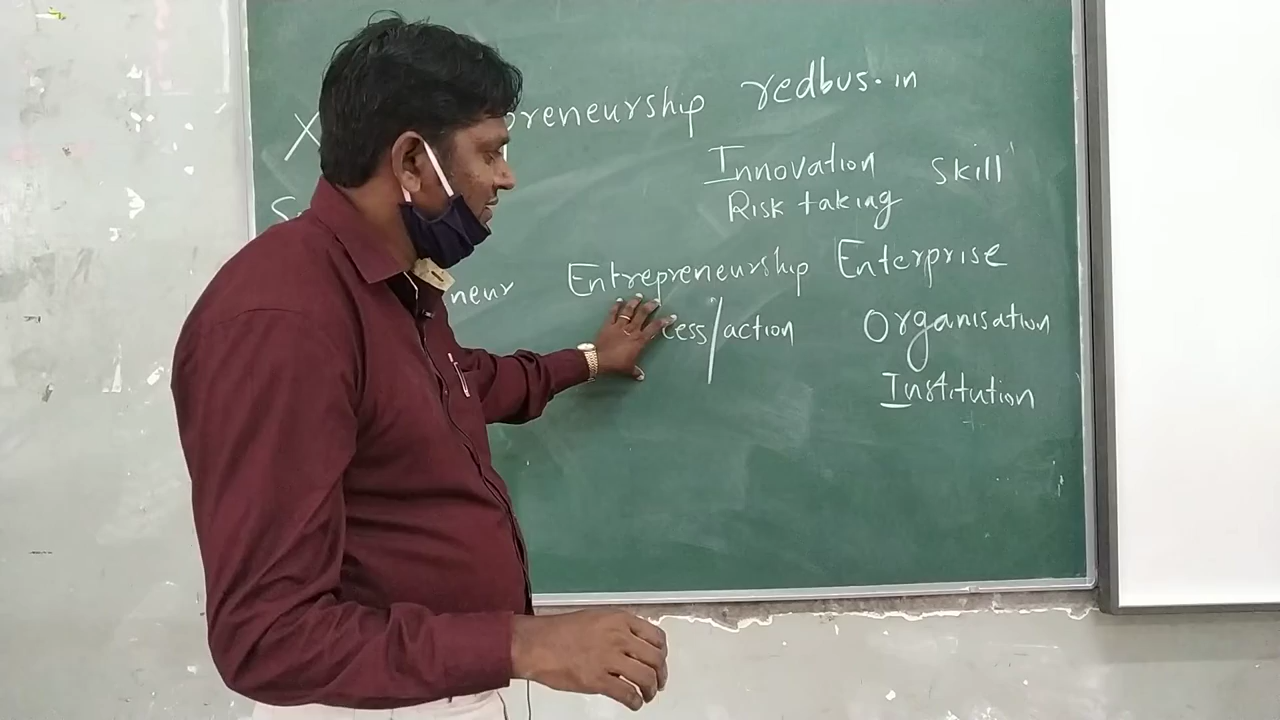 X preneurship redbus.in
Innovation Skill
Risk taking
S
neur Entrepreneurship Enterprise
cess/action Organisation
Institution